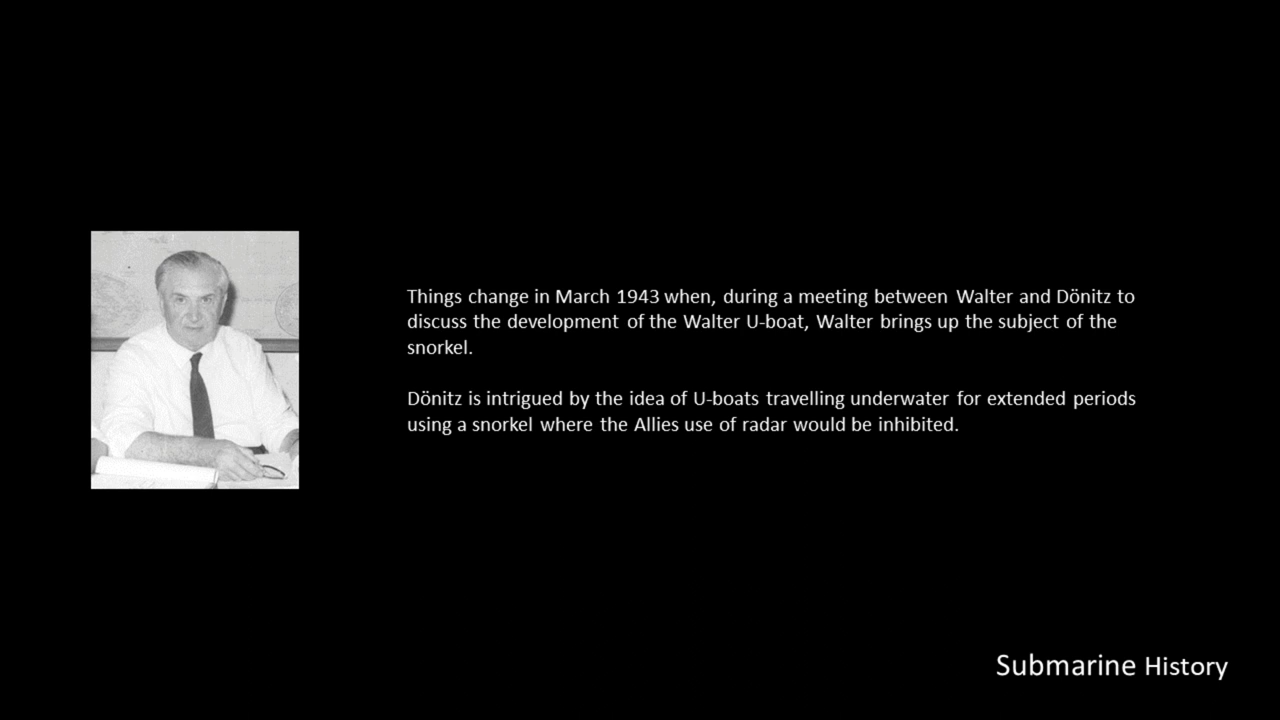 Things change in March 1943 when, during a meeting between Walter and Dönitz to
discuss the development of the Walter U-boat, Walter brings up the subject of the
snorkel.
Dönitz is intrigued by the idea of U-boats travelling underwater for extended periods
using a snorkel where the Allies use of radar would be inhibited.
Submarine History